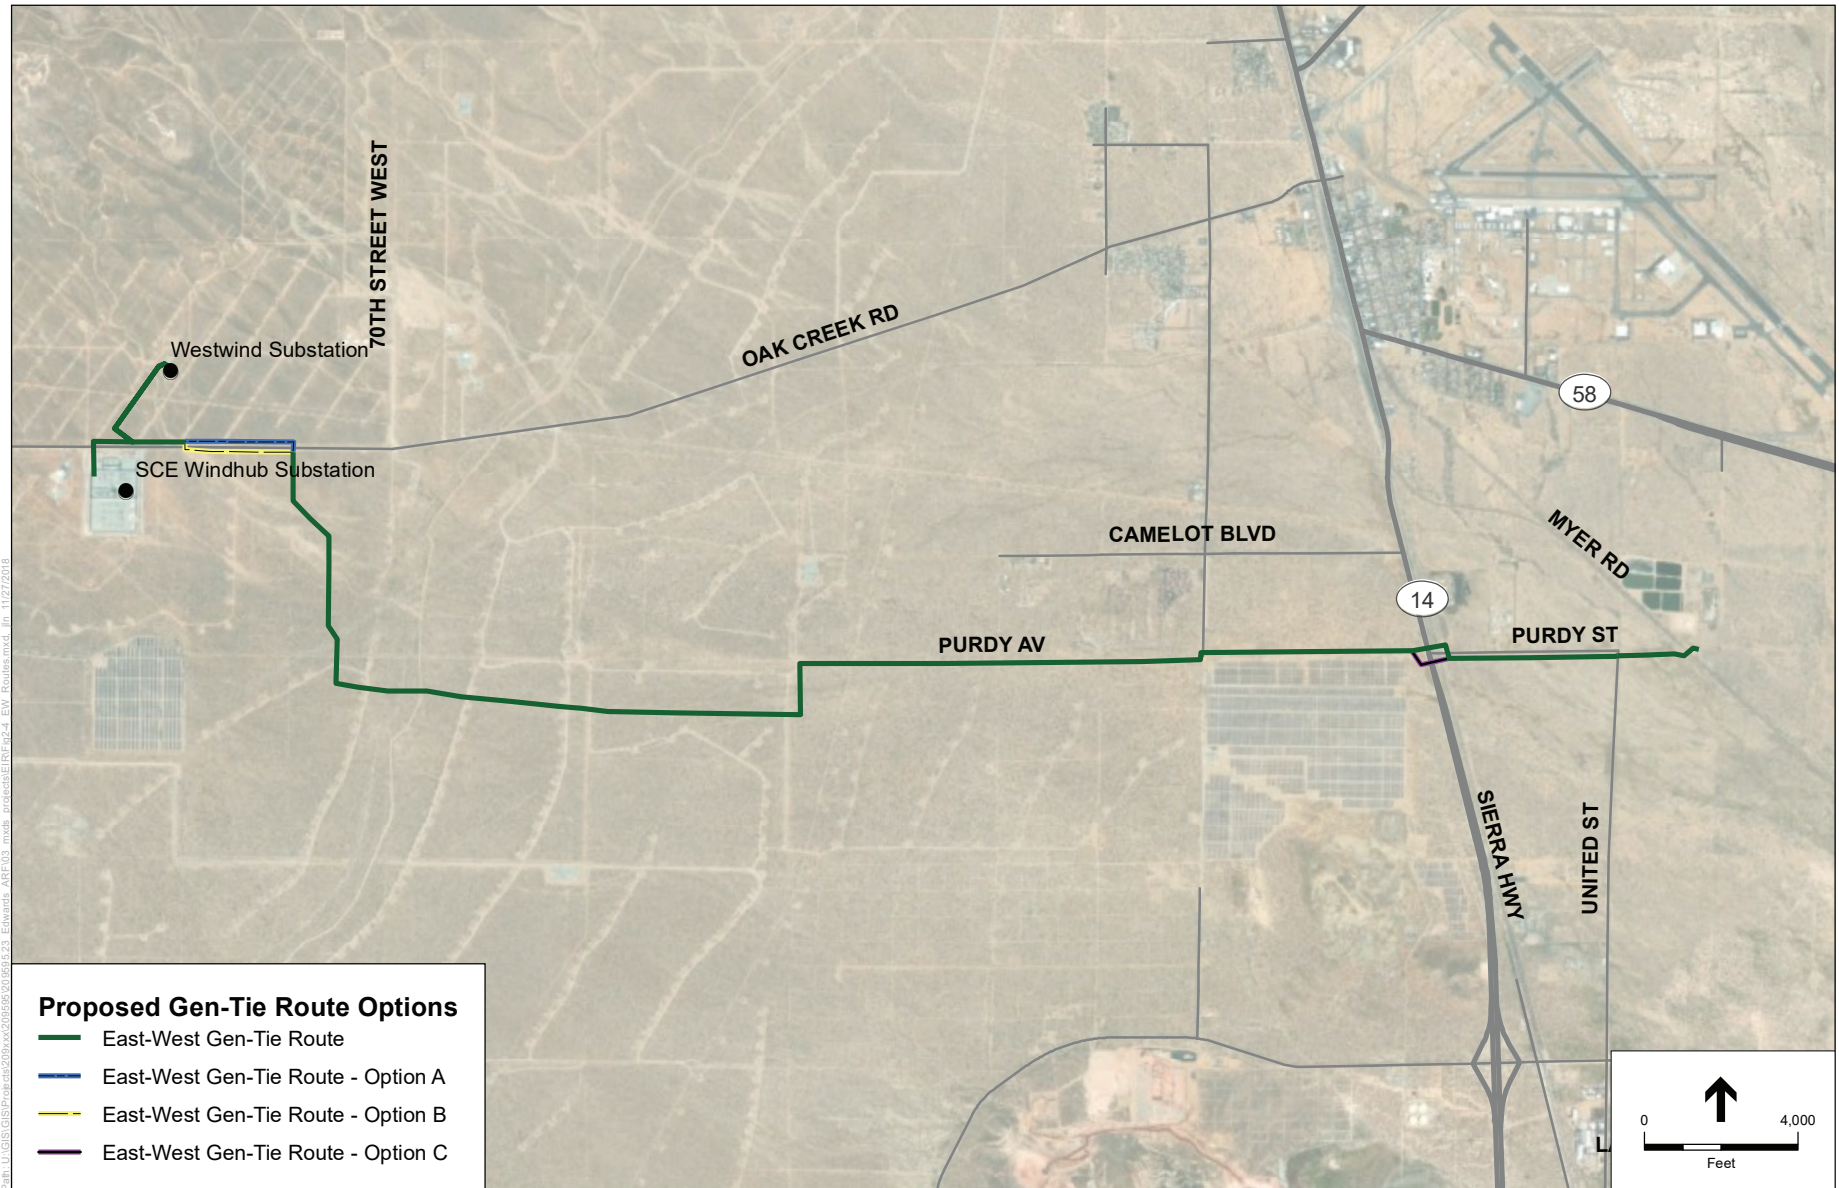 70TH STREET WEST
Westwind Substation
OAK CREEK RD
58
SCE Windhub Substation
CAMELOT BLVD
MYER RD
14
PURDY AV
PURDY ST
SIERRA HWY
UNITED ST
Proposed Gen-Tie Route Options
East-West Gen-Tie Route
East-West Gen-Tie Route - Option A
East-West Gen-Tie Route - Option B
East-West Gen-Tie Route - Option C
0 4,000
Feet